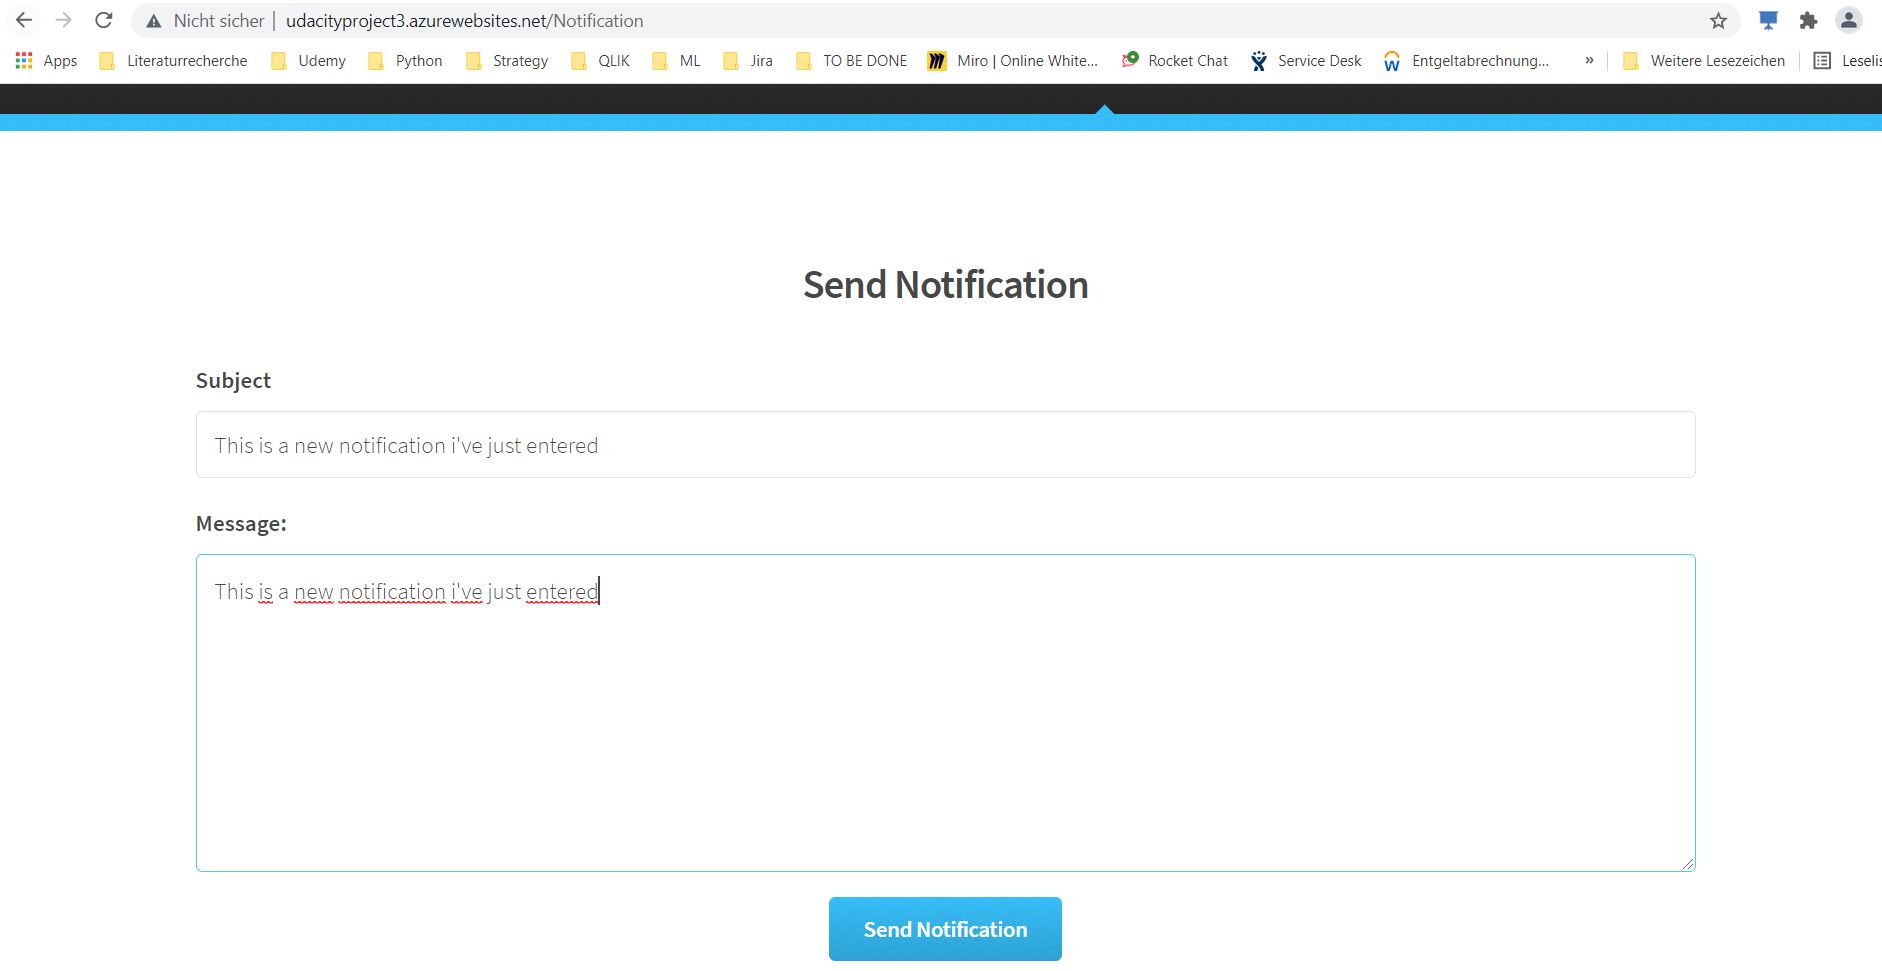 Nicht sicher | udacityproject3.azurewebsites.net/Notification
Apps Literaturrecherche Udemy Python Strategy QLIK ML Jira TO BE DONE Miro | Online White... Rocket Chat Service Desk Entgeltabrechnung... » Weitere Lesezeichen Leselis
Send Notification
Subject
This is a new notification i've just entered
Message:
This is a new notification i've just entered
Send Notification